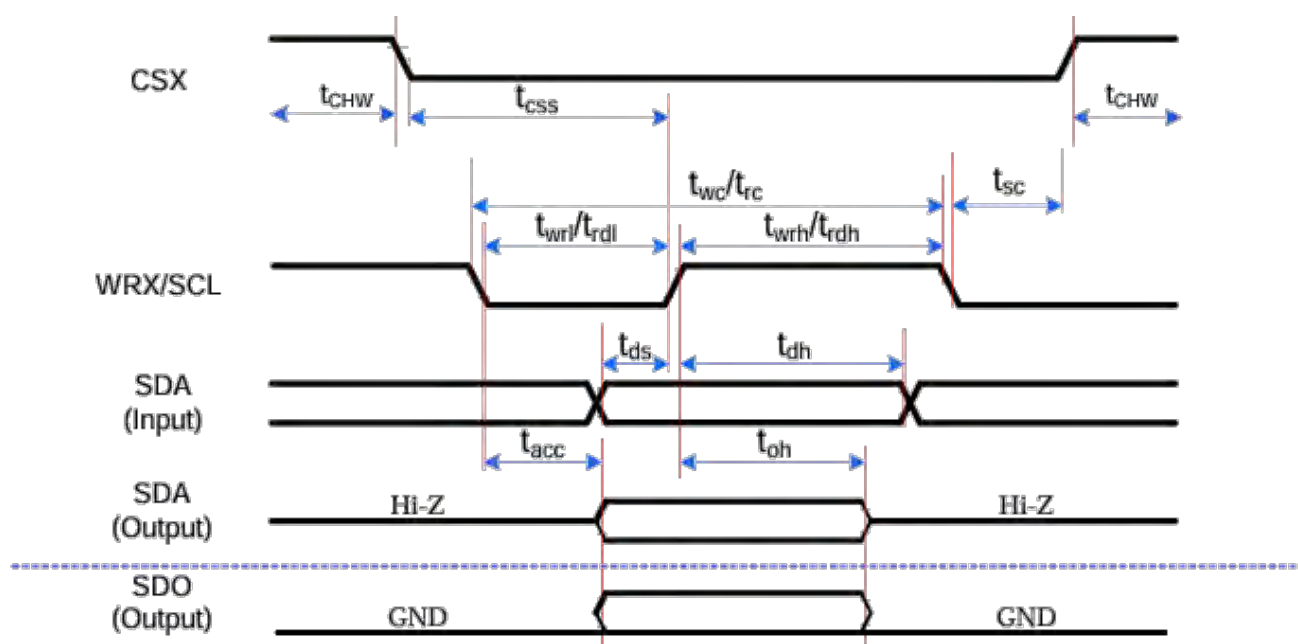 CSX
tCHW
tcss
tCHW
twc/trc
tsc
twrl/trdl
twrh/trdh
WRX/SCL
tds
tdh
SDA
(Input)
tacc
toh
SDA
(Output)
Hi-Z
Hi-Z
SDO
(Output)
GND
GND